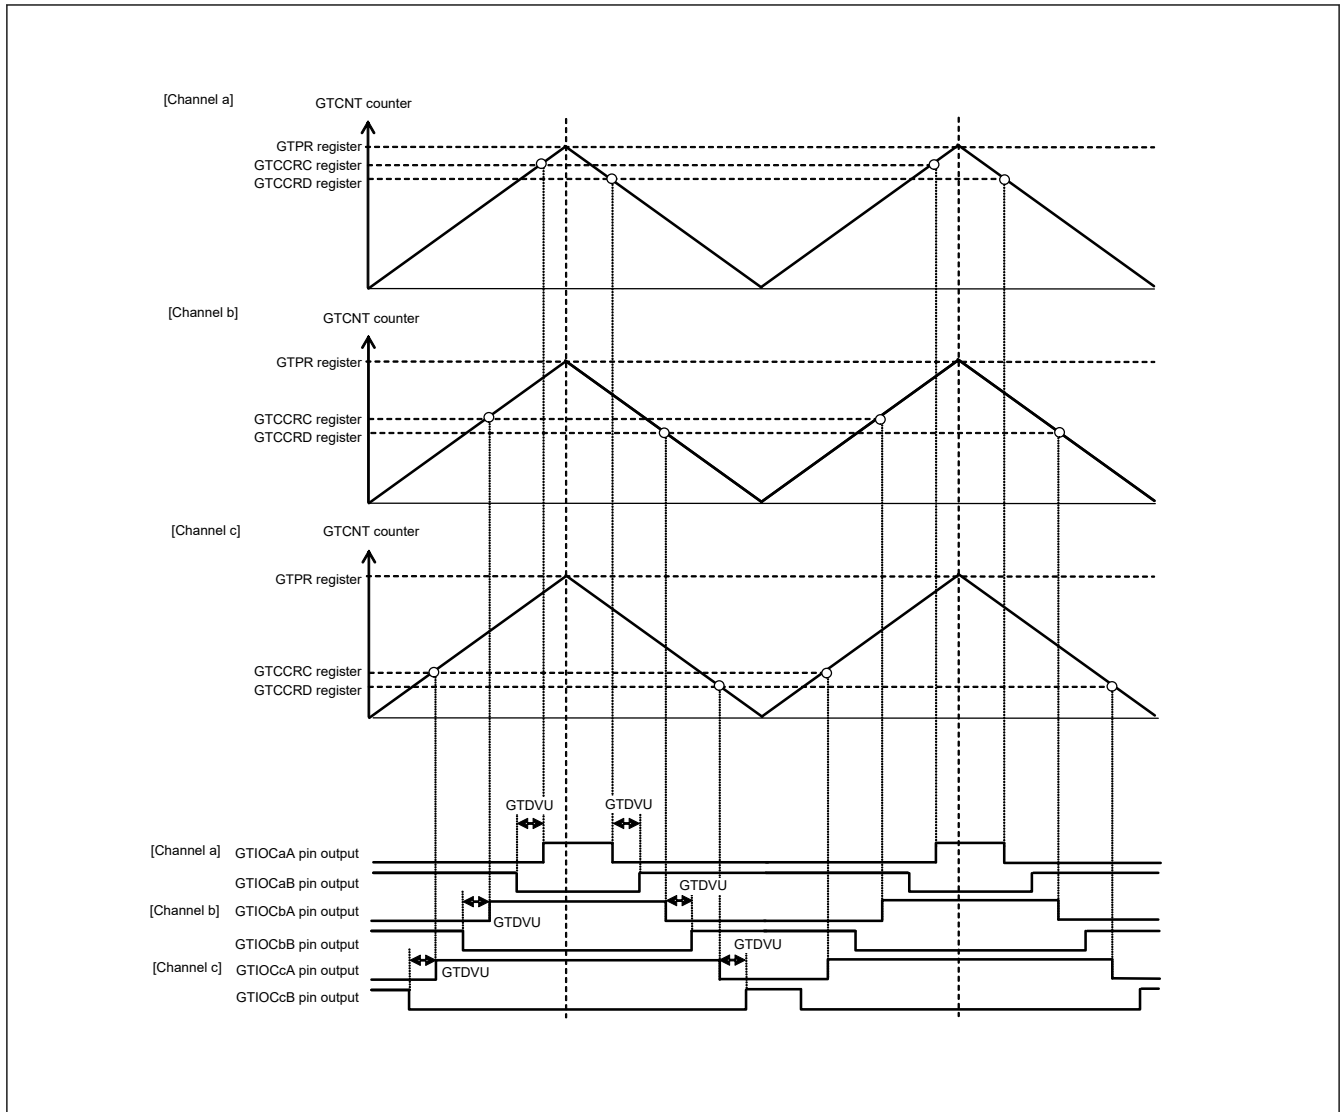 [Channel a]
GTCNT counter
GTPR register
GTCCRC register
GTCCRD register
[Channel b]
GTCNT counter
GTPR register
GTCCRC register
GTCCRD register
[Channel c]
GTCNT counter
GTPR register
GTCCRC register
GTCCRD register
GTDVU
GTDVU
[Channel a]
GTIOCaA pin output
GTIOCaB pin output
GTDVU
[Channel b]
GTIOCbA pin output
GTDVU
GTIOCbB pin output
GTDVU
[Channel c]
GTIOCcA pin output
GTDVU
GTIOCcB pin output